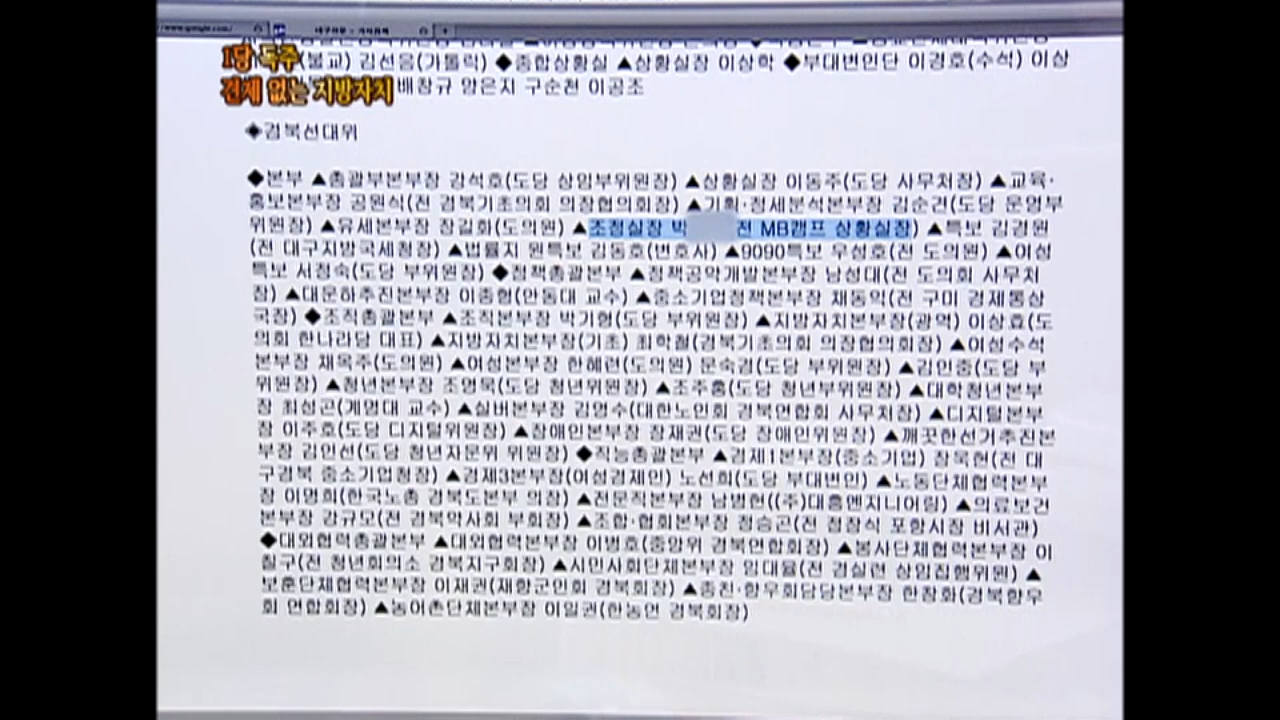 1당 독주
견제 없는 지방자치
(불교) 김선응(가톨릭) ◆종합상황실 ▲상황실장 이상학 ◆부대변인단 이경호(수석) 이상
배창규 양은지 구순천 이공조
◆경북선대위
◆본부 ▲총괄부본부장 강석호(도당 상임부위원장) ▲상황실장 이동주(도당 사무처장) ▲교육·
홍보본부장 공원식(전 경북기초의회 의장협의회장) ▲기획·정세분석본부장 김순견(도당 운영부
위원장) ▲유세본부장 장길화(도의원) ▲조정실장 박 전 MB캠프 상황실장) ▲특보 김경원
(전 대구지방국세청장) ▲법률지원특보 김동호(변호사) ▲9090특보 우성호(전 도의원) ▲여성
특보 서정숙(도당 부위원장) ◆정책총괄본부 ▲정책공약개발본부장 남성대(전 도의회 사무처
장) ▲대운하추진본부장 이종형(안동대 교수) ▲중소기업정책본부장 채동익(전 구미 경제통상
국장) ◆조직총괄본부 ▲조직본부장 박기형(도당 부위원장) ▲지방자치본부장(광역) 이상효(도
의회 한나라당 대표) ▲지방자치본부장(기초) 최학철(경북기초의회 의장협의회장) ▲여성수석
본부장 채옥주(도의원) ▲여성본부장 한혜련(도의원) 문숙경(도당 부위원장) ▲김인중(도당 부
위원장) ▲청년본부장 조영묵(도당 청년위원장) ▲조주홍(도당 청년부위원장) ▲대학청년본부
장 최성곤(계명대 교수) ▲실버본부장 김영수(대한노인회 경북연합회 사무처장) ▲디지털본부
장 이주호(도당 디지털위원장) ▲장애인본부장 장재권(도당 장애인위원장) ▲깨끗한선거추진본
부장 김인선(도당 청년자문위 위원장) ◆직능총괄본부 ▲경제1본부장(중소기업) 장욱현(전 대
구경북 중소기업청장) ▲경제3본부장(여성경제인) 노선희(도당 부대변인) ▲노동단체협력본부
장 이명희(한국노총 경북도본부 의장) ▲전문직본부장 남병헌((주)대흥엔지니어링) ▲의료보건
본부장 강규모(전 경북약사회 부회장) ▲조합·협회본부장 정승곤(전 정장식 포항시장 비서관)
◆대외협력총괄본부 ▲대외협력본부장 이병호(중앙위 경북연합회장) ▲봉사단체협력본부장 이
칠구(전 청년회의소 경북지구회장) ▲시민사회단체본부장 임대율(전 경실련 상임집행위원) ▲
보훈단체협력본부장 이재권(재향군인회 경북회장) ▲종친·향우회담당본부장 한창화(경북향우
회 연합회장) ▲농어촌단체본부장 이일권(한농연 경북회장)